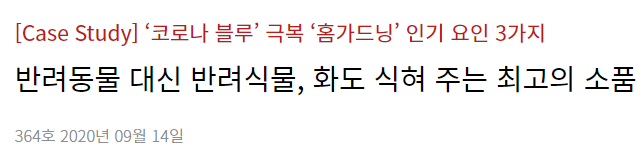 [Case Study] ‘코로나 블루’ 극복 ‘홈가드닝’ 인기 요인 3가지
반려동물 대신 반려식물, 화도 식혀 주는 최고의 소품
364호 2020년 09월 14일